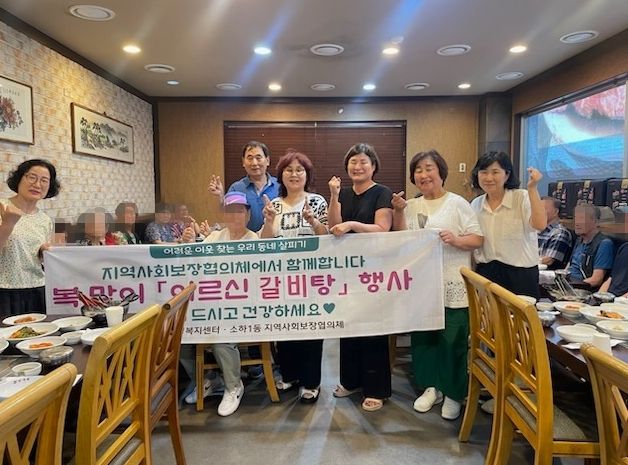 어려운 이웃 찾는 우리 동네 살피기
지역사회보장협의체에서 함께합니다
복 맞이 「어르신 갈비탕」 행사
드시고 건강하세요♥
복지센터 · 소하1동 지역사회보장협의체